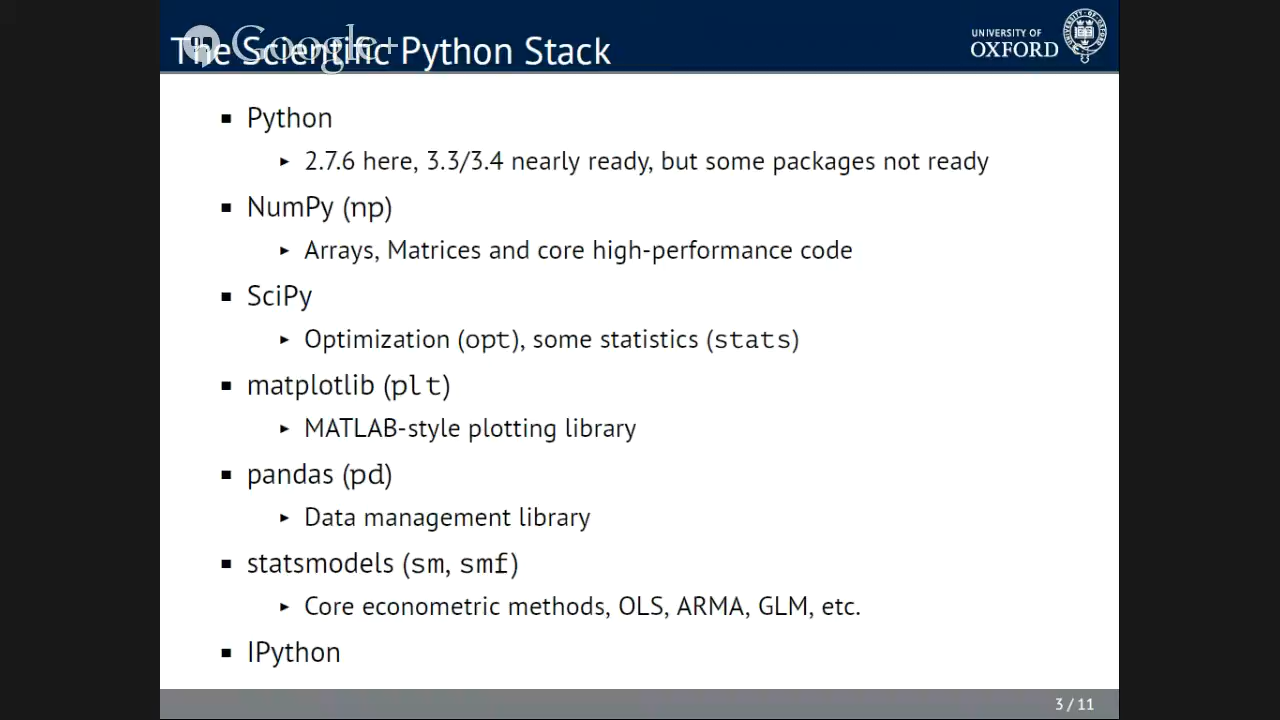 The Scientific Python Stack
Google+
UNIVERSITY OF
OXFORD
Python
2.7.6 here, 3.3/3.4 nearly ready, but some packages not ready
NumPy (np)
Arrays, Matrices and core high-performance code
SciPy
Optimization (opt), some statistics (stats)
matplotlib (plt)
MATLAB-style plotting library
pandas (pd)
Data management library
statsmodels (sm, smf)
Core econometric methods, OLS, ARMA, GLM, etc.
IPython
3 / 11